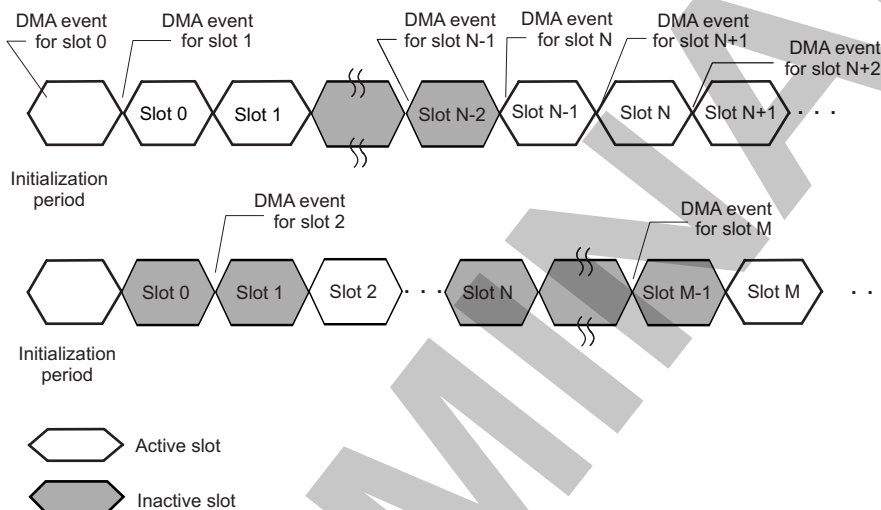 DMA event
for slot 0
DMA event
for slot 1
DMA event
for slot N-1
DMA event
for slot N
DMA event
for slot N+1
DMA event
for slot N+2
Slot 0
Slot 1
Slot N-2
Slot N-1
Slot N
Slot N+1
. . .
Initialization
period
DMA event
for slot 2
DMA event
for slot M
Slot 0
Slot 1
Slot 2
. . .
Slot N
Slot M-1
Slot M
. .
Initialization
period
Active slot
Inactive slot
MINA